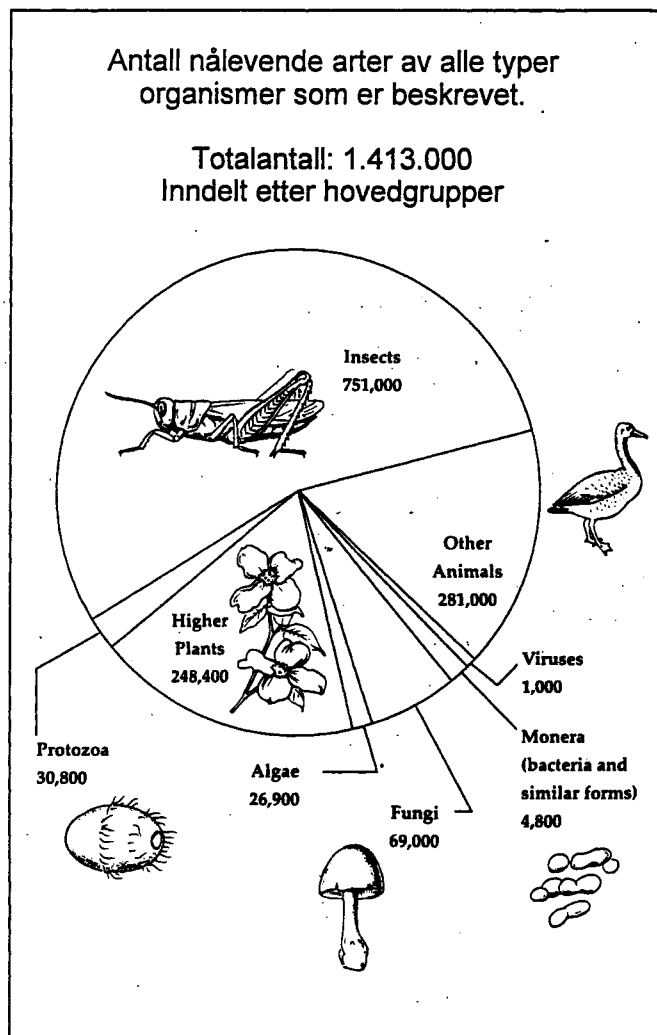 Antall nålevende arter av alle typer
organismer som er beskrevet.
Totalantall: 1.413.000
Inndelt etter hovedgrupper
Insects
751,000
Other
Animals
281,000
Higher
Plants
248,400
Viruses
1,000
Protozoa
30,800
Algae
26,900
Fungi
69,000
Monera
(bacteria and
similar forms)
4,800